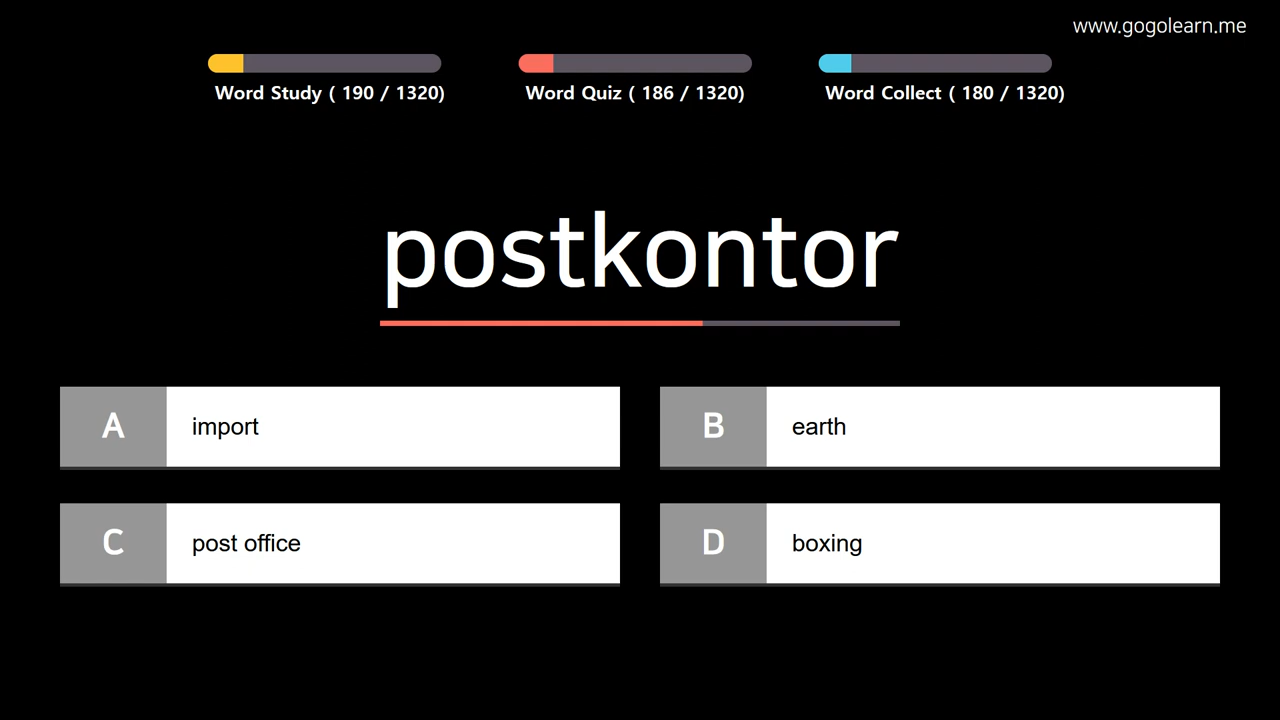 www.gogolearn.me
Word Study ( 190 / 1320)
Word Quiz ( 186 / 1320)
Word Collect ( 180 / 1320)
postkontor
A import
B earth
C post office
D boxing